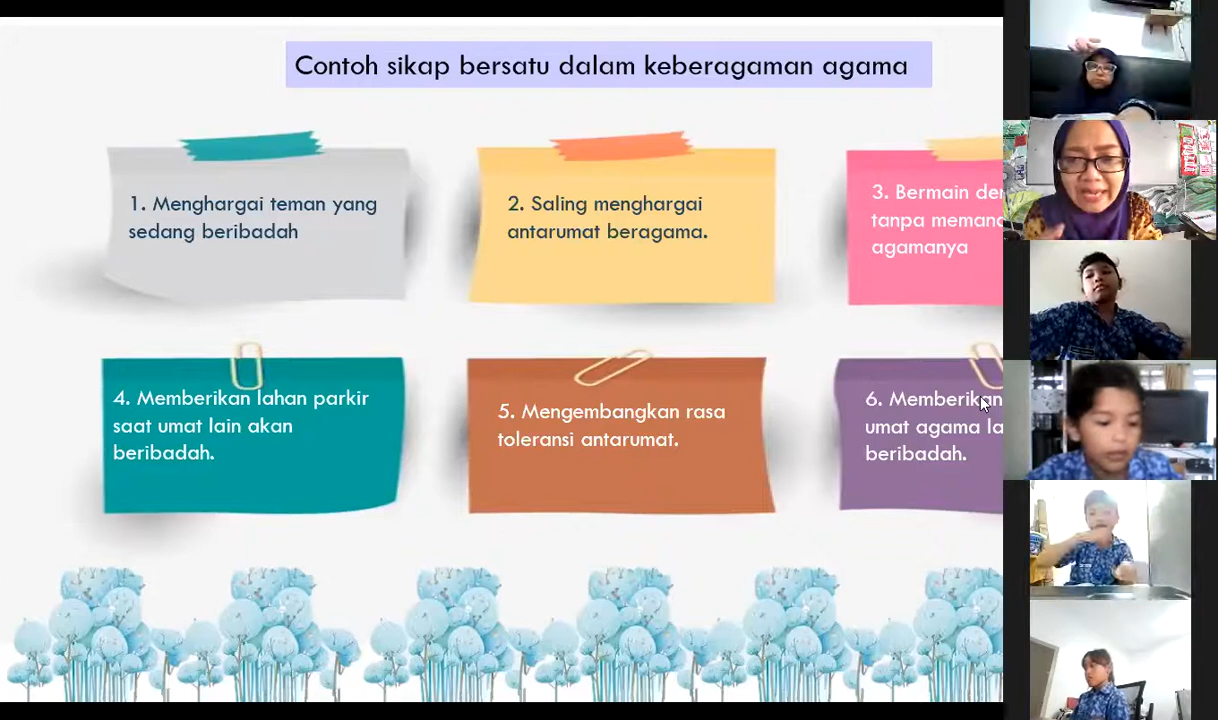 Contoh sikap bersatu dalam keberagaman agama
1. Menghargai teman yang
sedang beribadah
2. Saling menghargai
antarumat beragama.
3. Bermain
tanpa
agamanya
4. Memberikan lahan parkir
saat umat lain akan
beribadah.
5. Mengembangkan rasa
toleransi antarumat.
6. Memberikan
umat agama
beribadah.